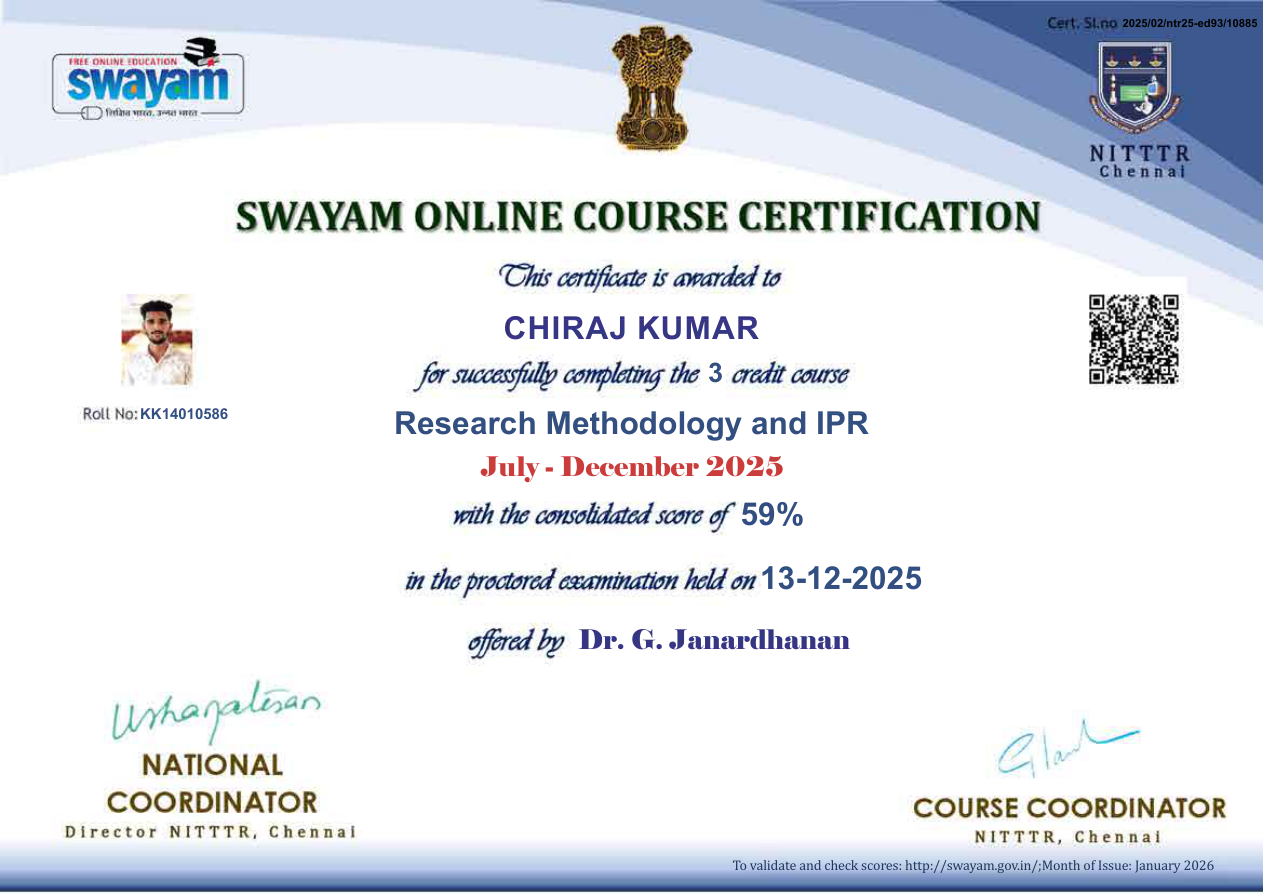 Cert. Sl.no 2025/02/ntr25-ed93/10885
FREE ONLINE EDUCATION
swayam
शिक्षित भारत, उन्नत भारत
NITTTR
Chennai
SWAYAM ONLINE COURSE CERTIFICATION
This certificate is awarded to
CHIRAJ KUMAR
for successfully completing the 3 credit course
Roll No: KK14010586
Research Methodology and IPR
July - December 2025
with the consolidated score of 59%
in the proctored examination held on 13-12-2025
offered by Dr. G. Janardhanan
NATIONAL
COORDINATOR
Director NITTTR, Chennai
COURSE COORDINATOR
NITTTR, Chennai
To validate and check scores: http://swayam.gov.in/;Month of Issue: January 2026